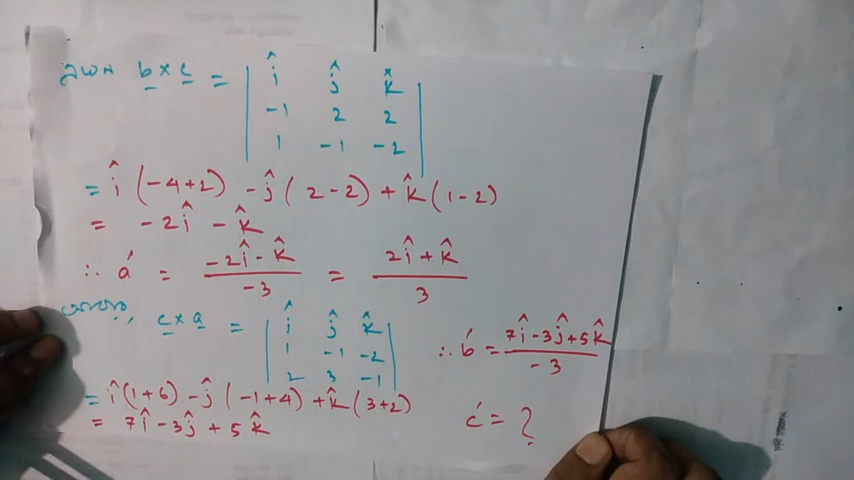 এখন b × c = | î ĵ k̂ |
| -1 2 2 |
| 1 -1 -2 |
= î (-4+2) - ĵ (2-2) + k̂ (1-2)
= -2î - k̂
∴ a′ = (-2î - k̂)/(-3) = (2î + k̂)/3
c × a = | î ĵ k̂ |
| 1 -1 -2 |
| 2 3 -1 |
= î (1+6) - ĵ (-1+4) + k̂ (3+2)
= 7î - 3ĵ + 5k̂
∴ b′ = (7î - 3ĵ + 5k̂)/(-3)
c′ = ?